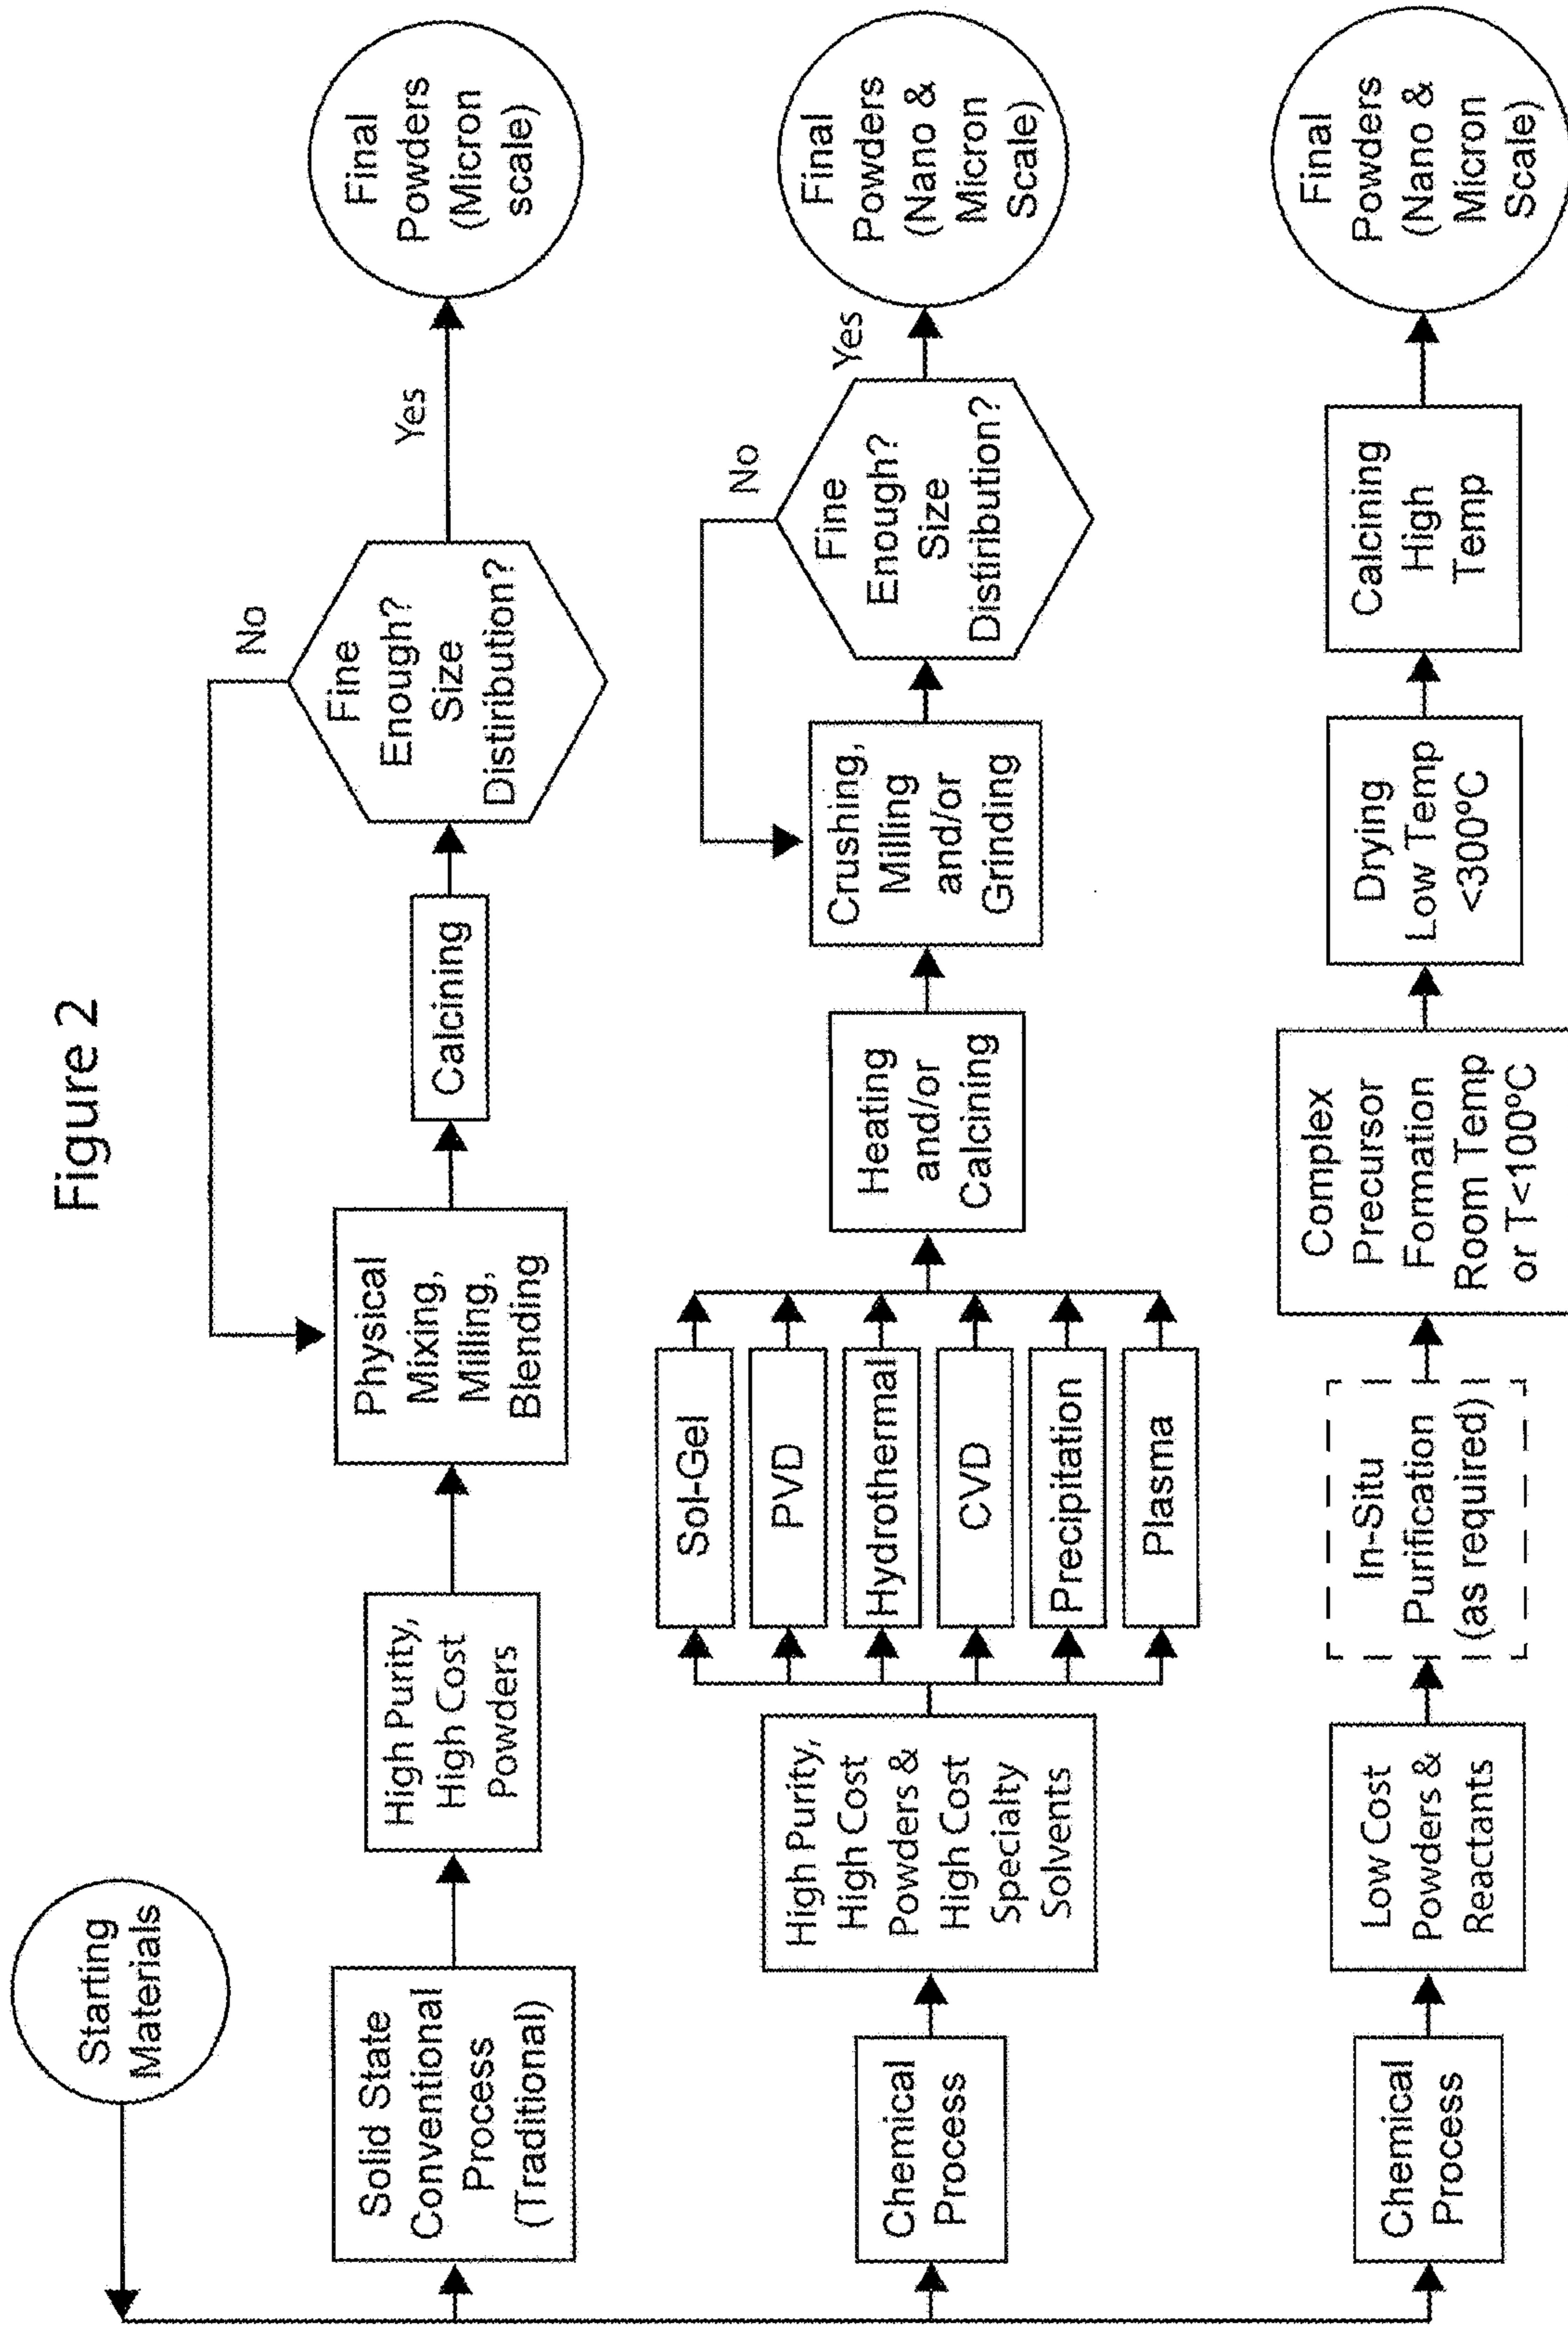 Figure 2
Starting
Materials
Solid State
Conventional
Process
(Traditional)
High Purity,
High Cost
Powders
Physical
Mixing,
Milling,
Blending
Calcining
Fine
Enough?
Size
Distiribution?
No
Yes
Final
Powders
(Micron
scale)
Chemical
Process
High Purity,
High Cost
Powders &
High Cost
Specialty
Solvents
Sol-Gel
PVD
Hydrothermal
CVD
Precipitation
Plasma
Heating
and/or
Calcining
Crushing,
Milling
and/or
Grinding
Fine
Enough?
Size
Distiribution?
No
Yes
Final
Powders
(Nano &
Micron
Scale)
Chemical
Process
Low Cost
Powders &
Reactants
In-Situ
Purification
(as required)
Complex
Precursor
Formation
Room Temp
or T<100ºC
Drying
Low Temp
<300ºC
Calcining
High
Temp
Final
Powders
(Nano &
Micron
Scale)